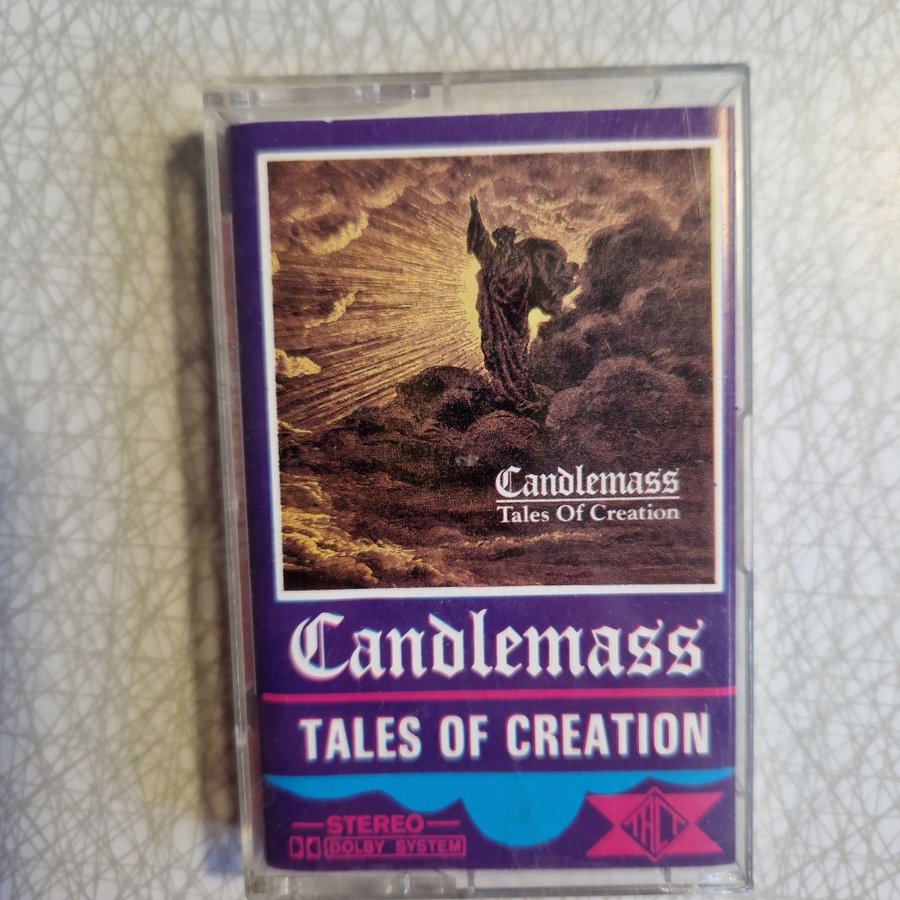 Candlemass
Tales Of Creation
Candlemass
TALES OF CREATION
STEREO
DOLBY SYSTEM